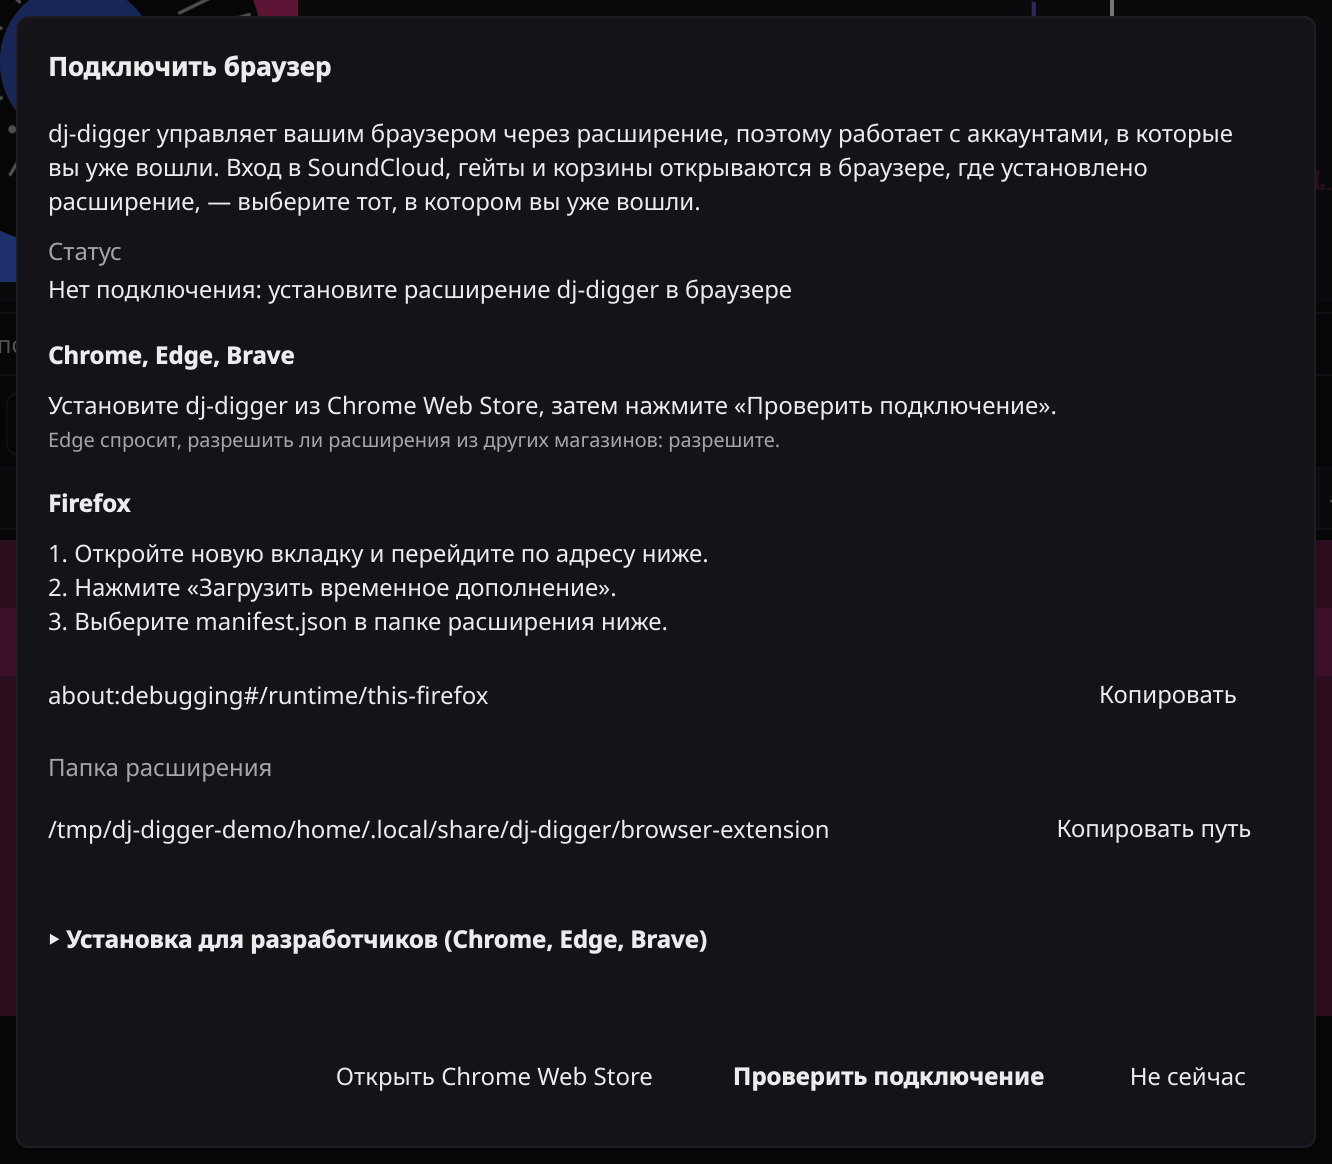 Подключить браузер
dj-digger управляет вашим браузером через расширение, поэтому работает с аккаунтами, в которые
вы уже вошли. Вход в SoundCloud, гейты и корзины открываются в браузере, где установлено
расширение, — выберите тот, в котором вы уже вошли.
Статус
Нет подключения: установите расширение dj-digger в браузере
Chrome, Edge, Brave
Установите dj-digger из Chrome Web Store, затем нажмите «Проверить подключение».
Edge спросит, разрешить ли расширения из других магазинов: разрешите.
Firefox
1. Откройте новую вкладку и перейдите по адресу ниже.
2. Нажмите «Загрузить временное дополнение».
3. Выберите manifest.json в папке расширения ниже.
about:debugging#/runtime/this-firefox Копировать
Папка расширения
/tmp/dj-digger-demo/home/.local/share/dj-digger/browser-extension Копировать путь
▸ Установка для разработчиков (Chrome, Edge, Brave)
Открыть Chrome Web Store Проверить подключение Не сейчас